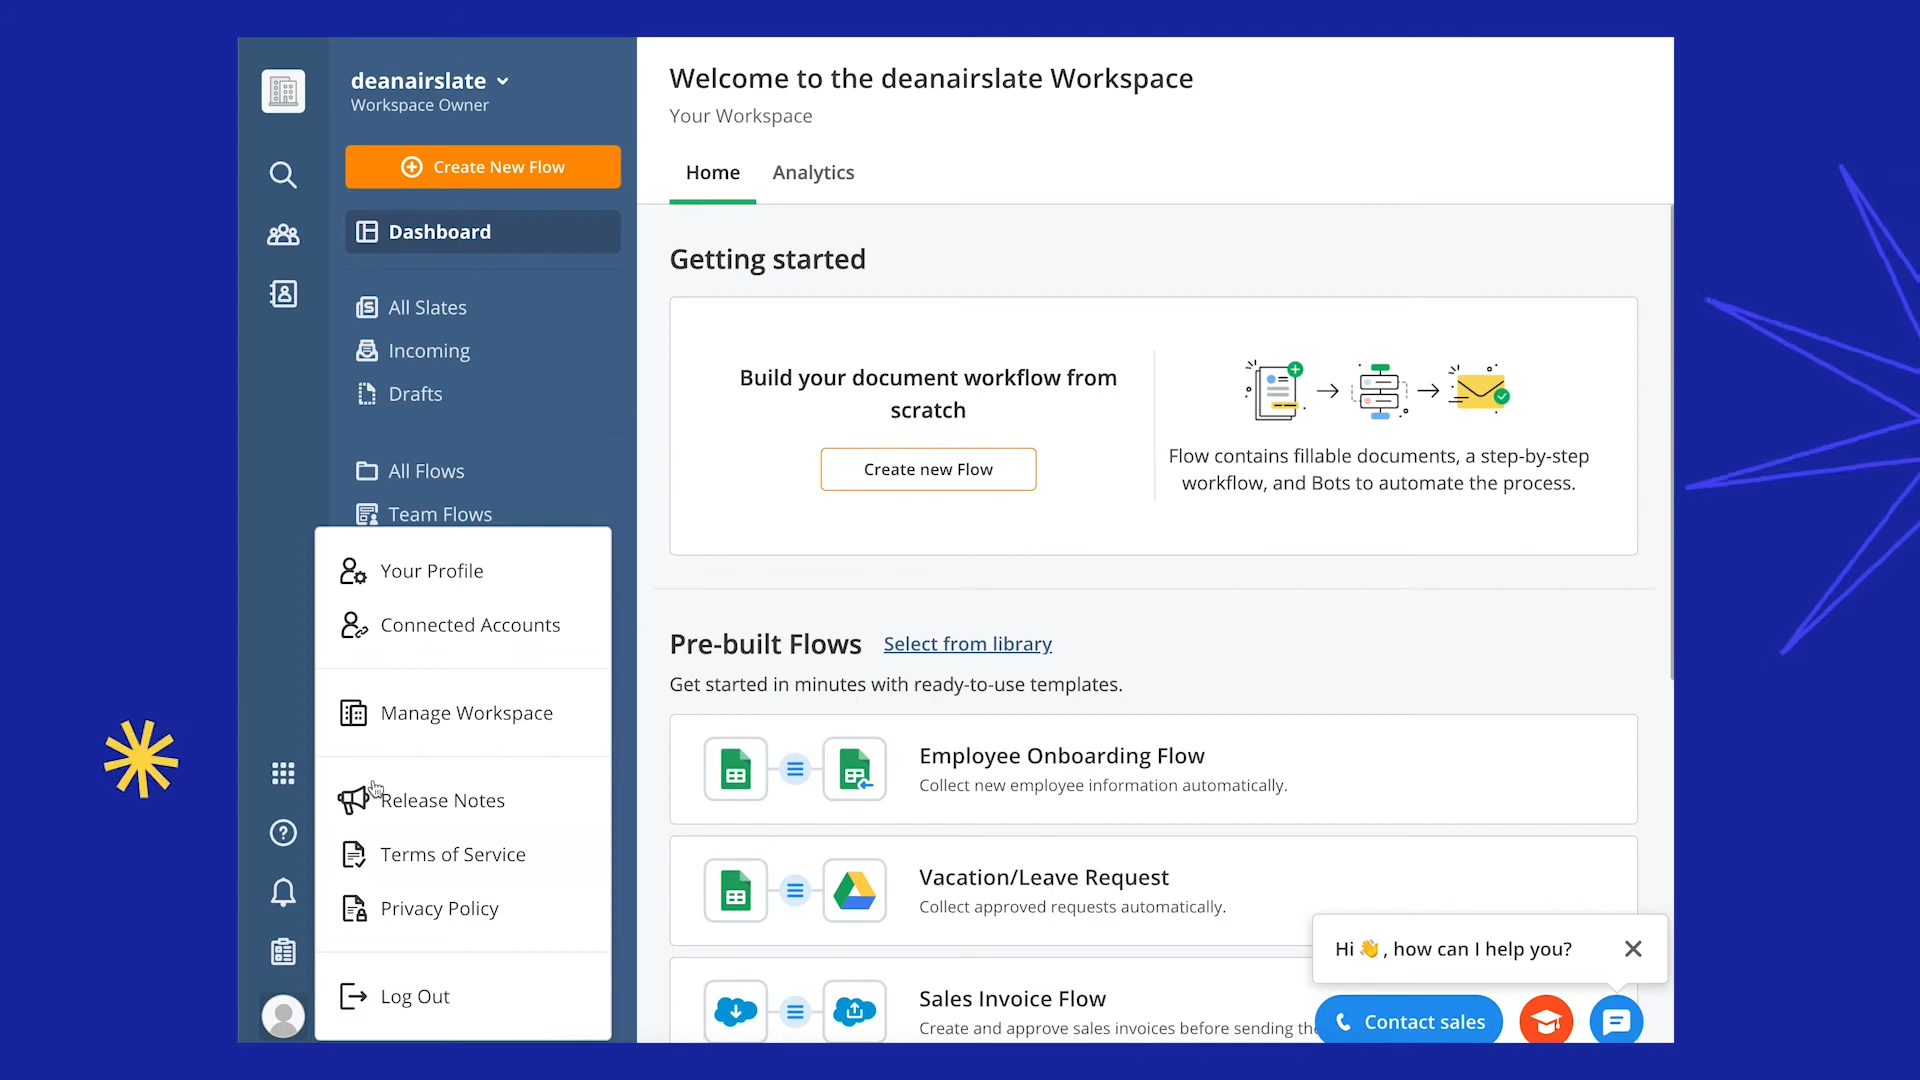 deanairslate
Workspace Owner
Create New Flow
Dashboard
All Slates
Incoming
Drafts
All Flows
Team Flows
Your Profile
Connected Accounts
Manage Workspace
Release Notes
Terms of Service
Privacy Policy
Log Out
Welcome to the deanairslate Workspace
Your Workspace
Home Analytics
Getting started
Build your document workflow from
scratch
Create new Flow
Flow contains fillable documents, a step-by-step
workflow, and Bots to automate the process.
Pre-built Flows Select from library
Get started in minutes with ready-to-use templates.
Employee Onboarding Flow
Collect new employee information automatically.
Vacation/Leave Request
Collect approved requests automatically.
Sales Invoice Flow
Create and approve sales invoices before sending
Hi 👋, how can I help you?
Contact sales